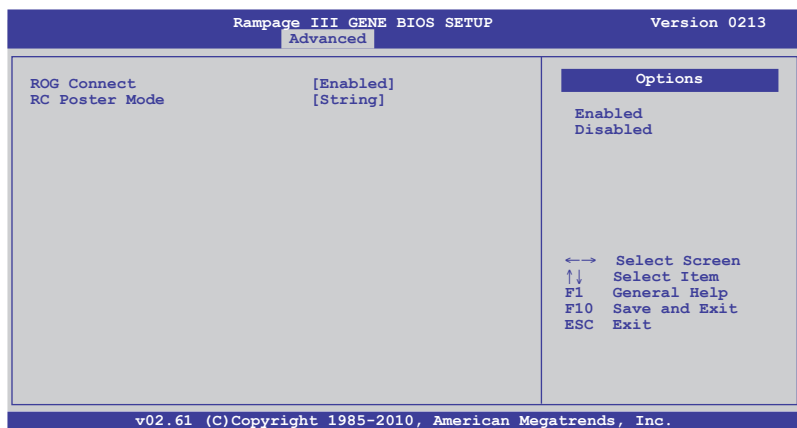 Rampage III GENE BIOS SETUP Version 0213
Advanced
ROG Connect [Enabled]
RC Poster Mode [String]
Options
Enabled
Disabled
←→ Select Screen
↑↓ Select Item
F1 General Help
F10 Save and Exit
ESC Exit
v02.61 (C)Copyright 1985-2010, American Megatrends, Inc.